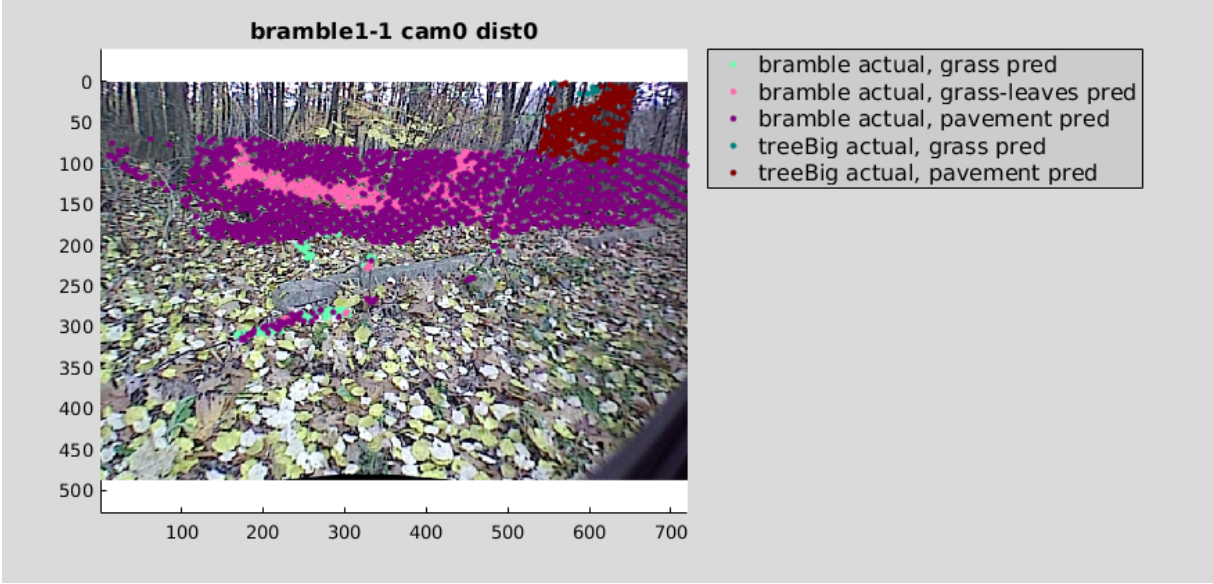 bramble1-1 cam0 dist0
0
50
100
150
200
250
300
350
400
450
500
100 200 300 400 500 600 700
bramble actual, grass pred
bramble actual, grass-leaves pred
bramble actual, pavement pred
treeBig actual, grass pred
treeBig actual, pavement pred